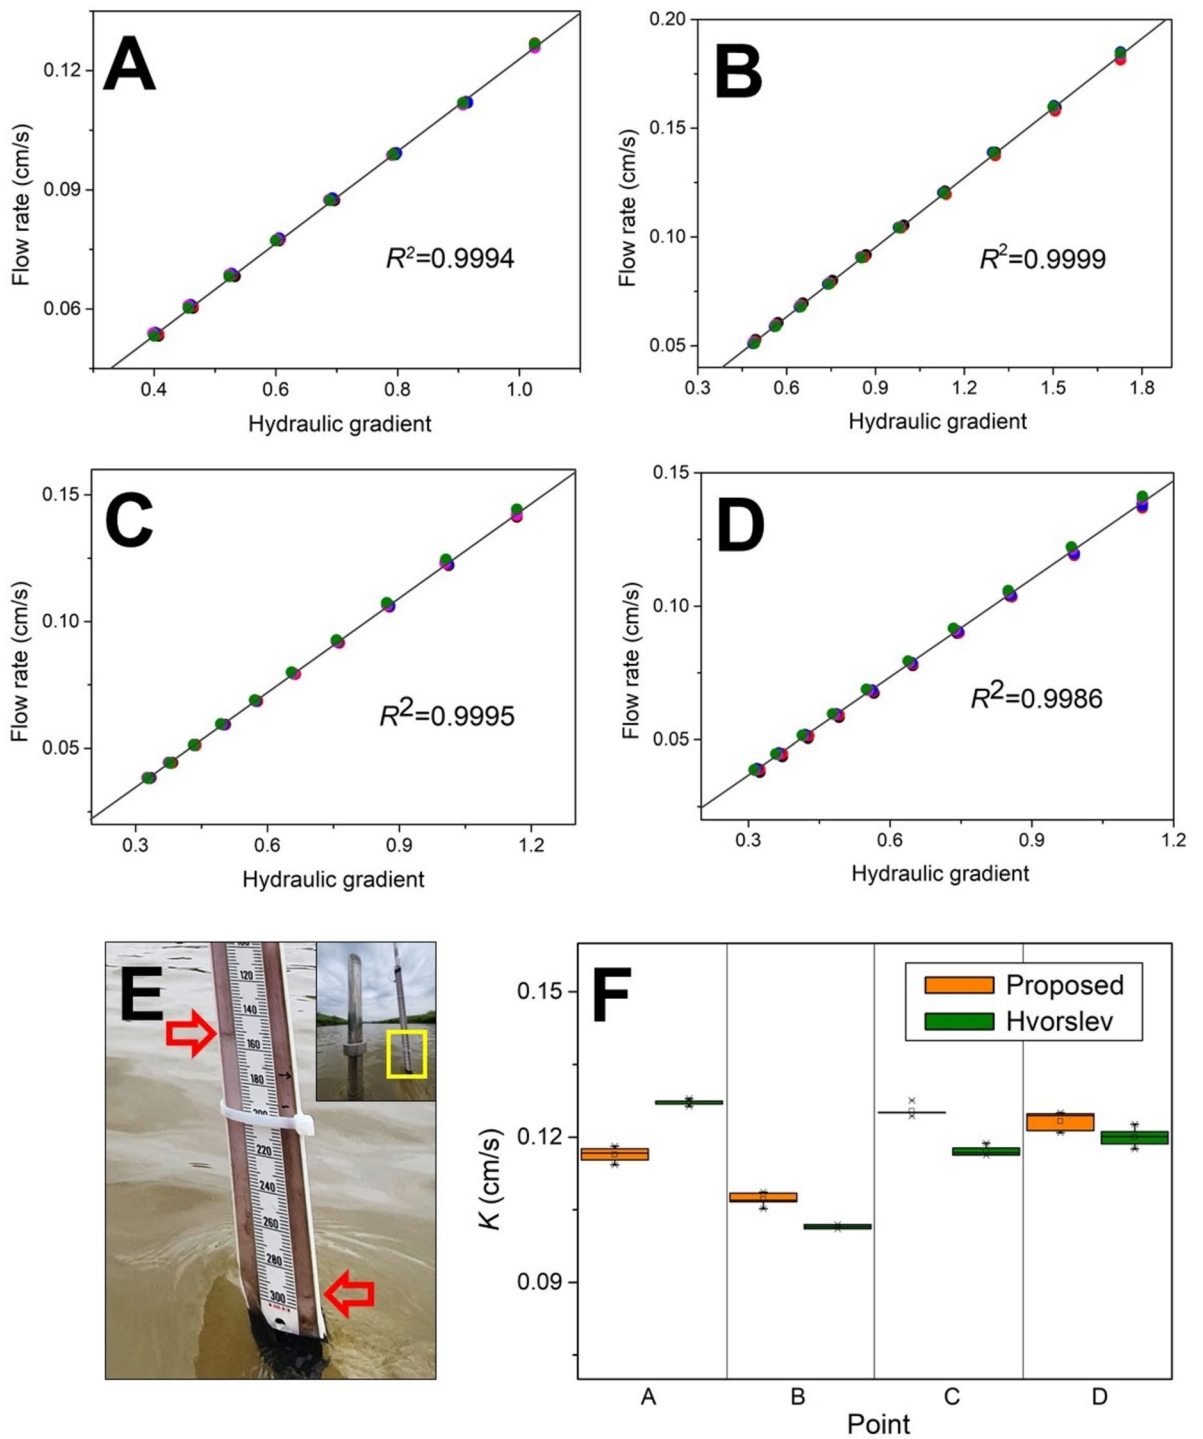 A
0.12
0.09
0.06
Flow rate (cm/s)
R²=0.9994
0.4 0.6 0.8 1.0
Hydraulic gradient
B
0.20
0.15
0.10
0.05
Flow rate (cm/s)
R²=0.9999
0.3 0.6 0.9 1.2 1.5 1.8
Hydraulic gradient
C
0.15
0.10
0.05
Flow rate (cm/s)
R²=0.9995
0.3 0.6 0.9 1.2
Hydraulic gradient
D
0.15
0.10
0.05
Flow rate (cm/s)
R²=0.9986
0.3 0.6 0.9 1.2
Hydraulic gradient
E
120
140
160
180
220
240
260
280
300
F
Proposed
Hvorslev
0.15
0.12
0.09
K (cm/s)
A B C D
Point